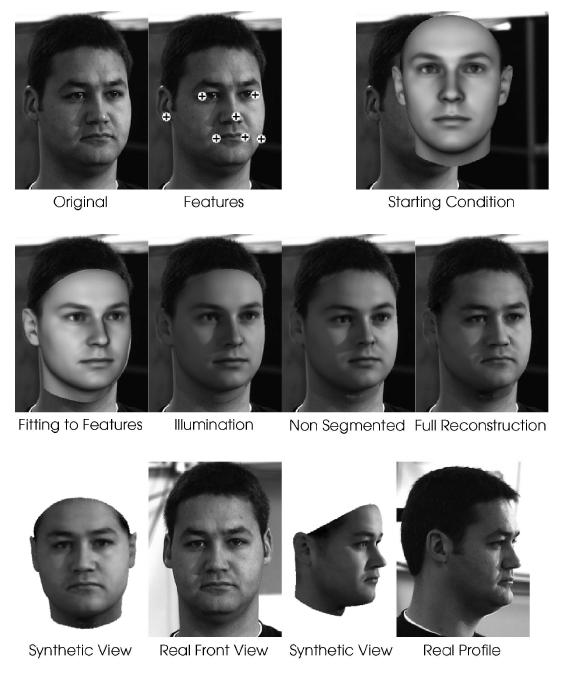 Original Features Starting Condition
Fitting to Features Illumination Non Segmented Full Reconstruction
Synthetic View Real Front View Synthetic View Real Profile